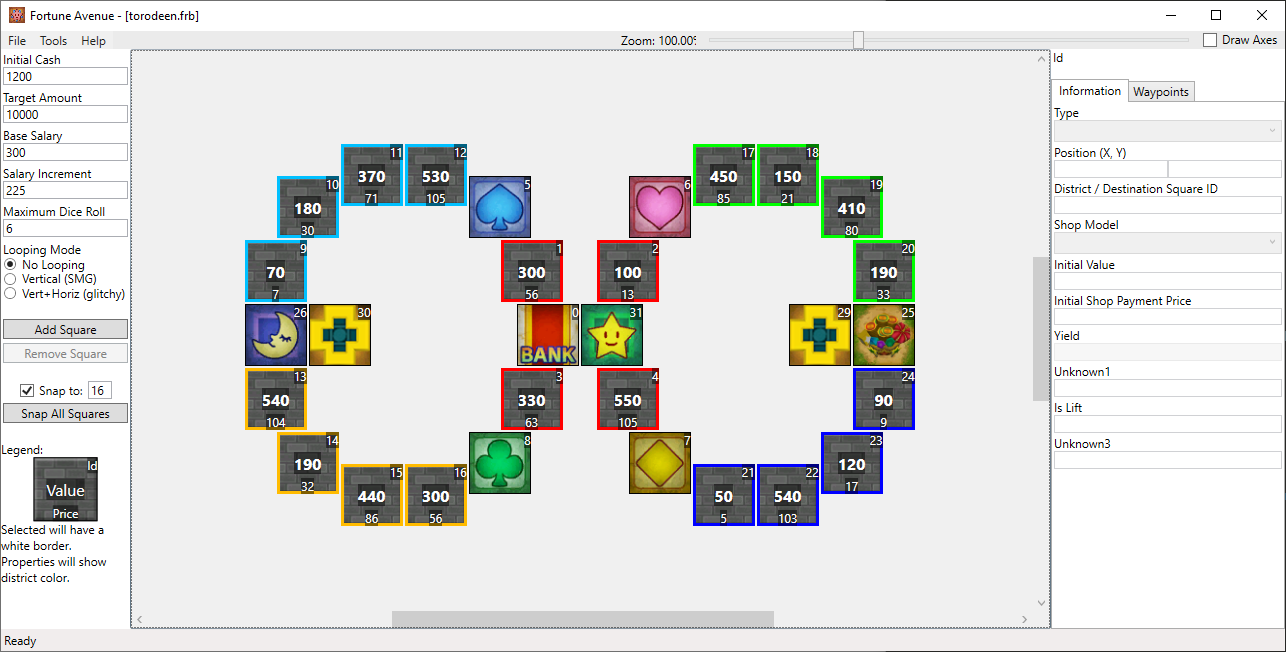 Fortune Avenue - [torodeen.frb]
File Tools Help
Zoom: 100.00%
Draw Axes
Initial Cash
1200
Target Amount
10000
Base Salary
300
Salary Increment
225
Maximum Dice Roll
6
Looping Mode
No Looping
Vertical (SMG)
Vert+Horiz (glitchy)
Add Square
Remove Square
Snap to: 16
Snap All Squares
Legend:
Id
Value
Price
Selected will have a
white border.
Properties will show
district color.
11 12 17 18
370 530 450 150
71 105 85 21
10 5 6 19
180 410
30 80
9 1 2 20
70 300 100 190
7 56 13 33
26 30 0 31 29 25
BANK
13 3 4 24
540 330 550 90
104 63 105 9
14 8 7 23
190 120
32 17
15 16 21 22
440 300 50 540
86 56 5 103
Id
Information Waypoints
Type
Position (X, Y)
District / Destination Square ID
Shop Model
Initial Value
Initial Shop Payment Price
Yield
Unknown1
Is Lift
Unknown3
Ready